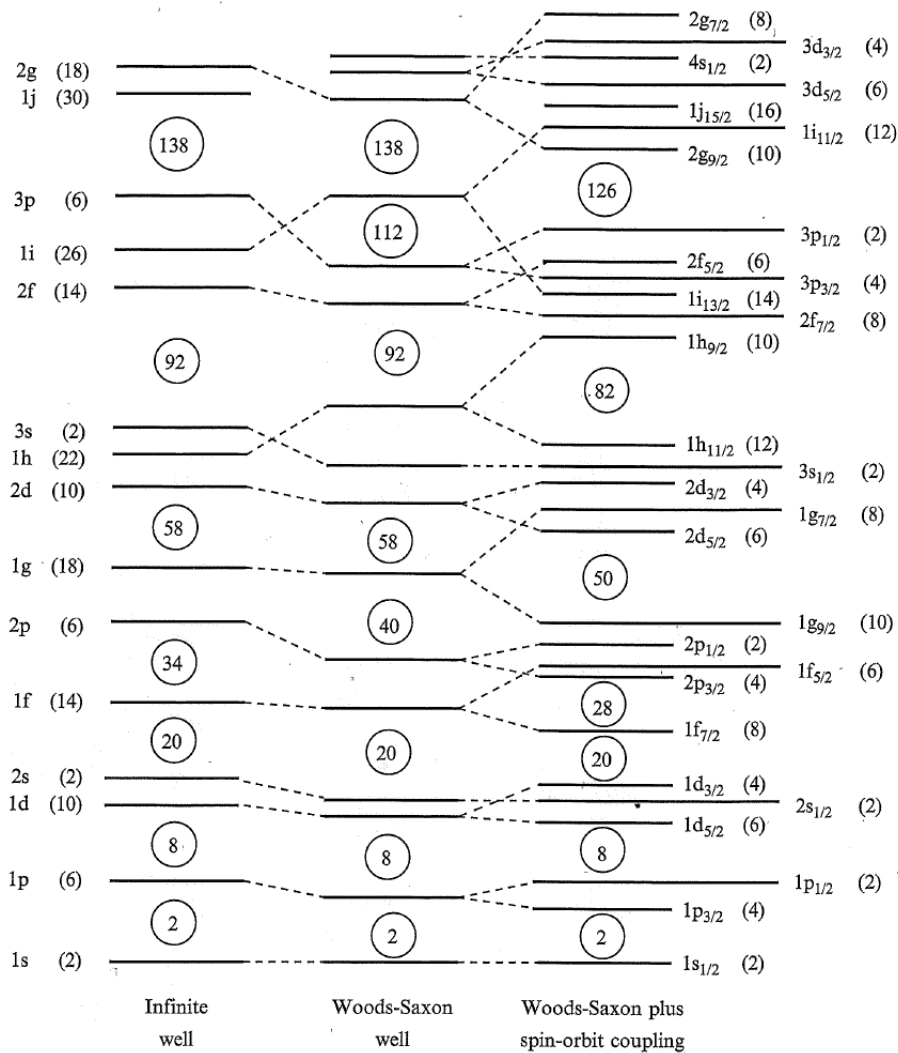 2g7/2 (8)
3d3/2 (4)
2g (18)
4s1/2 (2)
1j (30)
3d5/2 (6)
1j15/2 (16)
1i11/2 (12)
138
138
2g9/2 (10)
126
3p (6)
112
3p1/2 (2)
1i (26)
2f5/2 (6)
3p3/2 (4)
2f (14)
1i13/2 (14)
2f7/2 (8)
1h9/2 (10)
92
92
82
3s (2)
1h (22)
1h11/2 (12)
3s1/2 (2)
2d (10)
2d3/2 (4)
1g7/2 (8)
58
58
2d5/2 (6)
1g (18)
50
2p (6)
40
1g9/2 (10)
2p1/2 (2)
34
1f5/2 (6)
2p3/2 (4)
1f (14)
28
1f7/2 (8)
20
20
20
2s (2)
1d3/2 (4)
1d (10)
2s1/2 (2)
1d5/2 (6)
8
8
8
1p (6)
1p1/2 (2)
1p3/2 (4)
2
2
2
1s (2)
1s1/2 (2)
Infinite
well
Woods-Saxon
well
Woods-Saxon plus
spin-orbit coupling